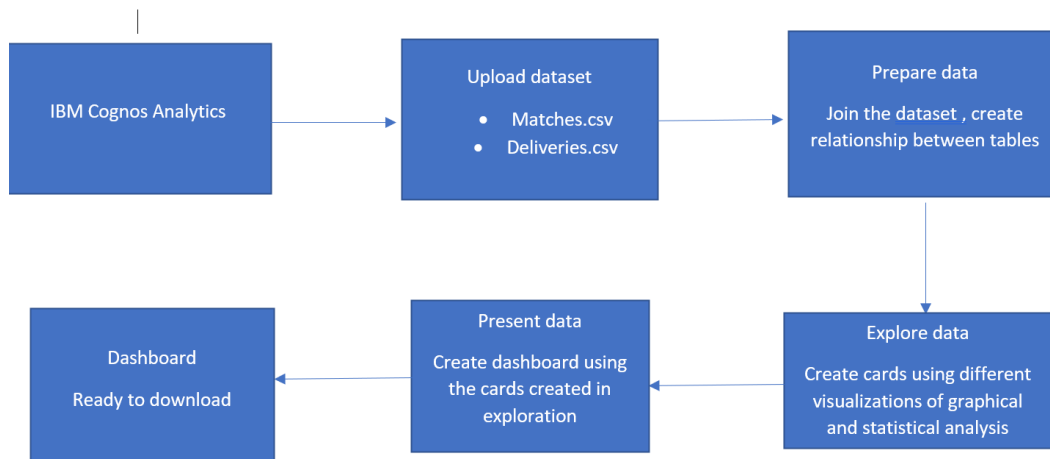 IBM Cognos Analytics
Upload dataset
● Matches.csv
● Deliveries.csv
Prepare data
Join the dataset , create
relationship between tables
Explore data
Create cards using different
visualizations of graphical
and statistical analysis
Present data
Create dashboard using
the cards created in
exploration
Dashboard
Ready to download